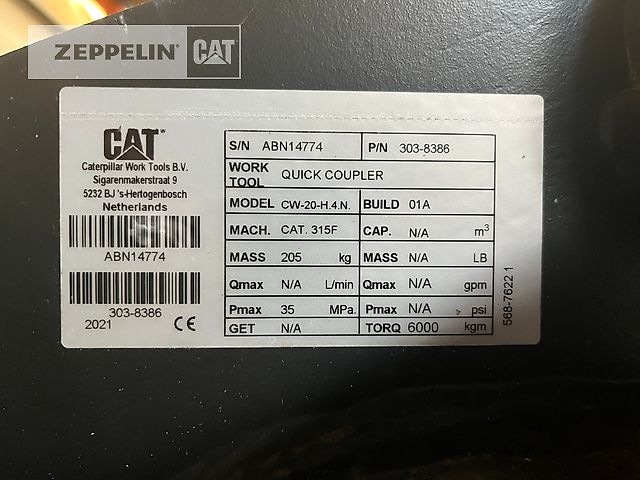 ZEPPELIN CAT
CAT
Caterpillar Work Tools B.V.
Sigarenmakerstraat 9
5232 BJ 's-Hertogenbosch
Netherlands
ABN14774
303-8386
2021 CE
S/N ABN14774 P/N 303-8386
WORK TOOL QUICK COUPLER
MODEL CW-20-H.4.N. BUILD 01A
MACH. CAT. 315F CAP. N/A m³
MASS 205 kg MASS N/A LB
Qmax N/A L/min Qmax N/A gpm
Pmax 35 MPa. Pmax N/A psi
GET N/A TORQ 6000 kgm
568-7622 1